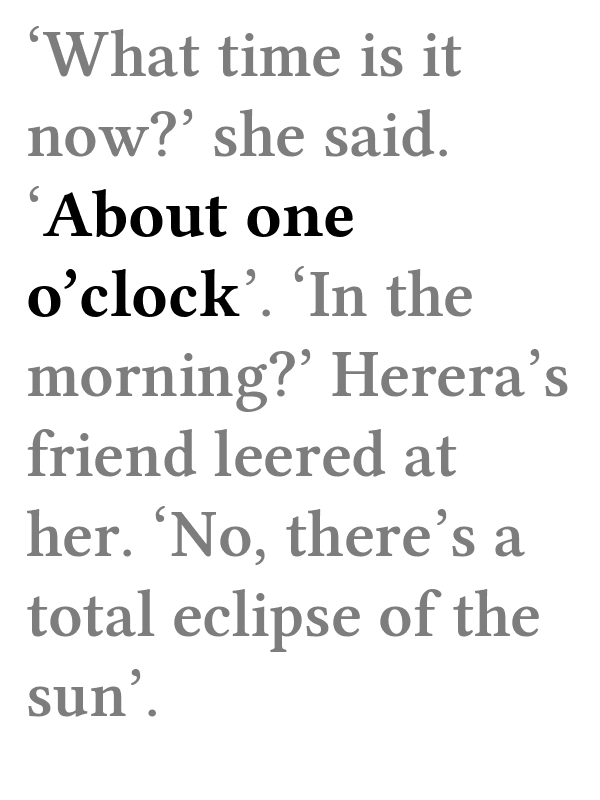 ‘What time is it
now?’ she said.
‘About one
o’clock’. ‘In the
morning?’ Herera’s
friend leered at
her. ‘No, there’s a
total eclipse of the
sun’.